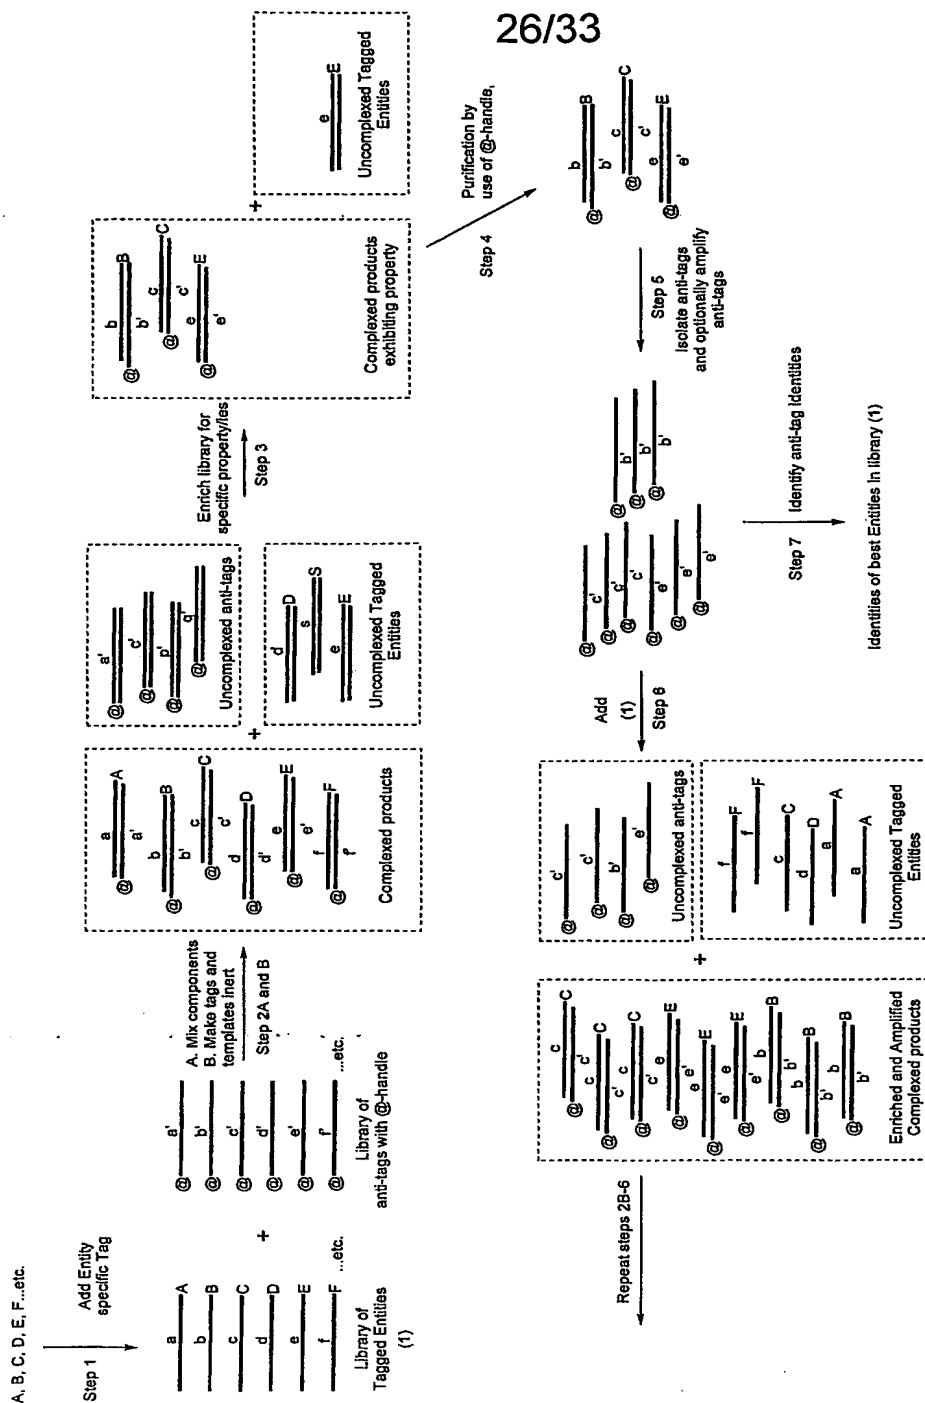 26/33
A, B, C, D, E, F...etc.
Step 1
Add Entity
specific Tag
a
A
b
B
c
C
d
D
e
E
f
F
...etc.
Library of
Tagged Entities
(1)
+
@
a'
@
b'
@
c'
@
d'
@
e'
@
f'
...etc.
Library of
anti-tags with @-handle
A. Mix components
B. Make tags and
templates inert
Step 2A and B
a
A
@
a'
b
B
@
b'
c
C
@
c'
d
D
@
d'
e
E
@
e'
f
F
@
f'
Complexed products
+
a'
@
c'
@
p'
@
q'
@
Uncomplexed anti-tags
d
D
s
S
e
E
Uncomplexed Tagged
Entities
Enrich library for
specific property/ies
Step 3
b
B
@
b'
c
C
@
c'
e
E
@
e'
Complexed products
exhibiting property
+
e
E
Uncomplexed Tagged
Entities
Step 4
Purification by
use of @-handle,
b
B
@
b'
c
C
@
c'
e
E
@
e'
Step 5
Isolate anti-tags
and optionally amplify
anti-tags
@
c'
@
c'
@
c'
@
e'
@
e'
@
e'
@
b'
@
b'
@
b'
Step 7
Identify anti-tag identities
Identities of best Entities in library (1)
Add
(1)
Step 6
c
C
@
c'
c
C
@
c'
c
C
@
c'
e
E
@
e'
e
E
@
e'
e
E
@
e'
b
B
@
b'
b
B
@
b'
b
B
@
b'
Enriched and Amplified
Complexed products
+
c'
@
c'
@
b'
@
e'
@
Uncomplexed anti-tags
f
F
f
F
c
C
d
D
a
A
a
A
Uncomplexed Tagged
Entities
Repeat steps 2B-6